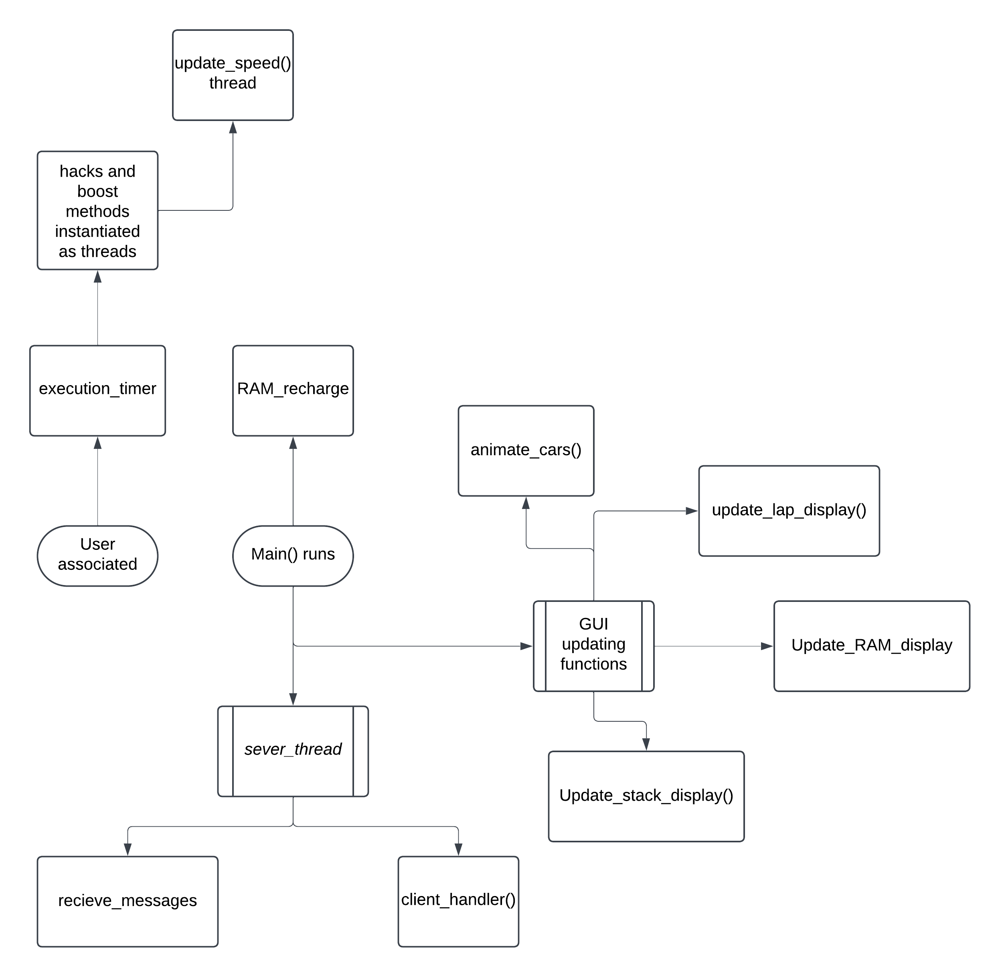 update_speed()
thread
hacks and
boost
methods
instantiated
as threads
execution_timer
RAM_recharge
animate_cars()
update_lap_display()
User
associated
Main() runs
GUI
updating
functions
Update_RAM_display
sever_thread
Update_stack_display()
recieve_messages
client_handler()